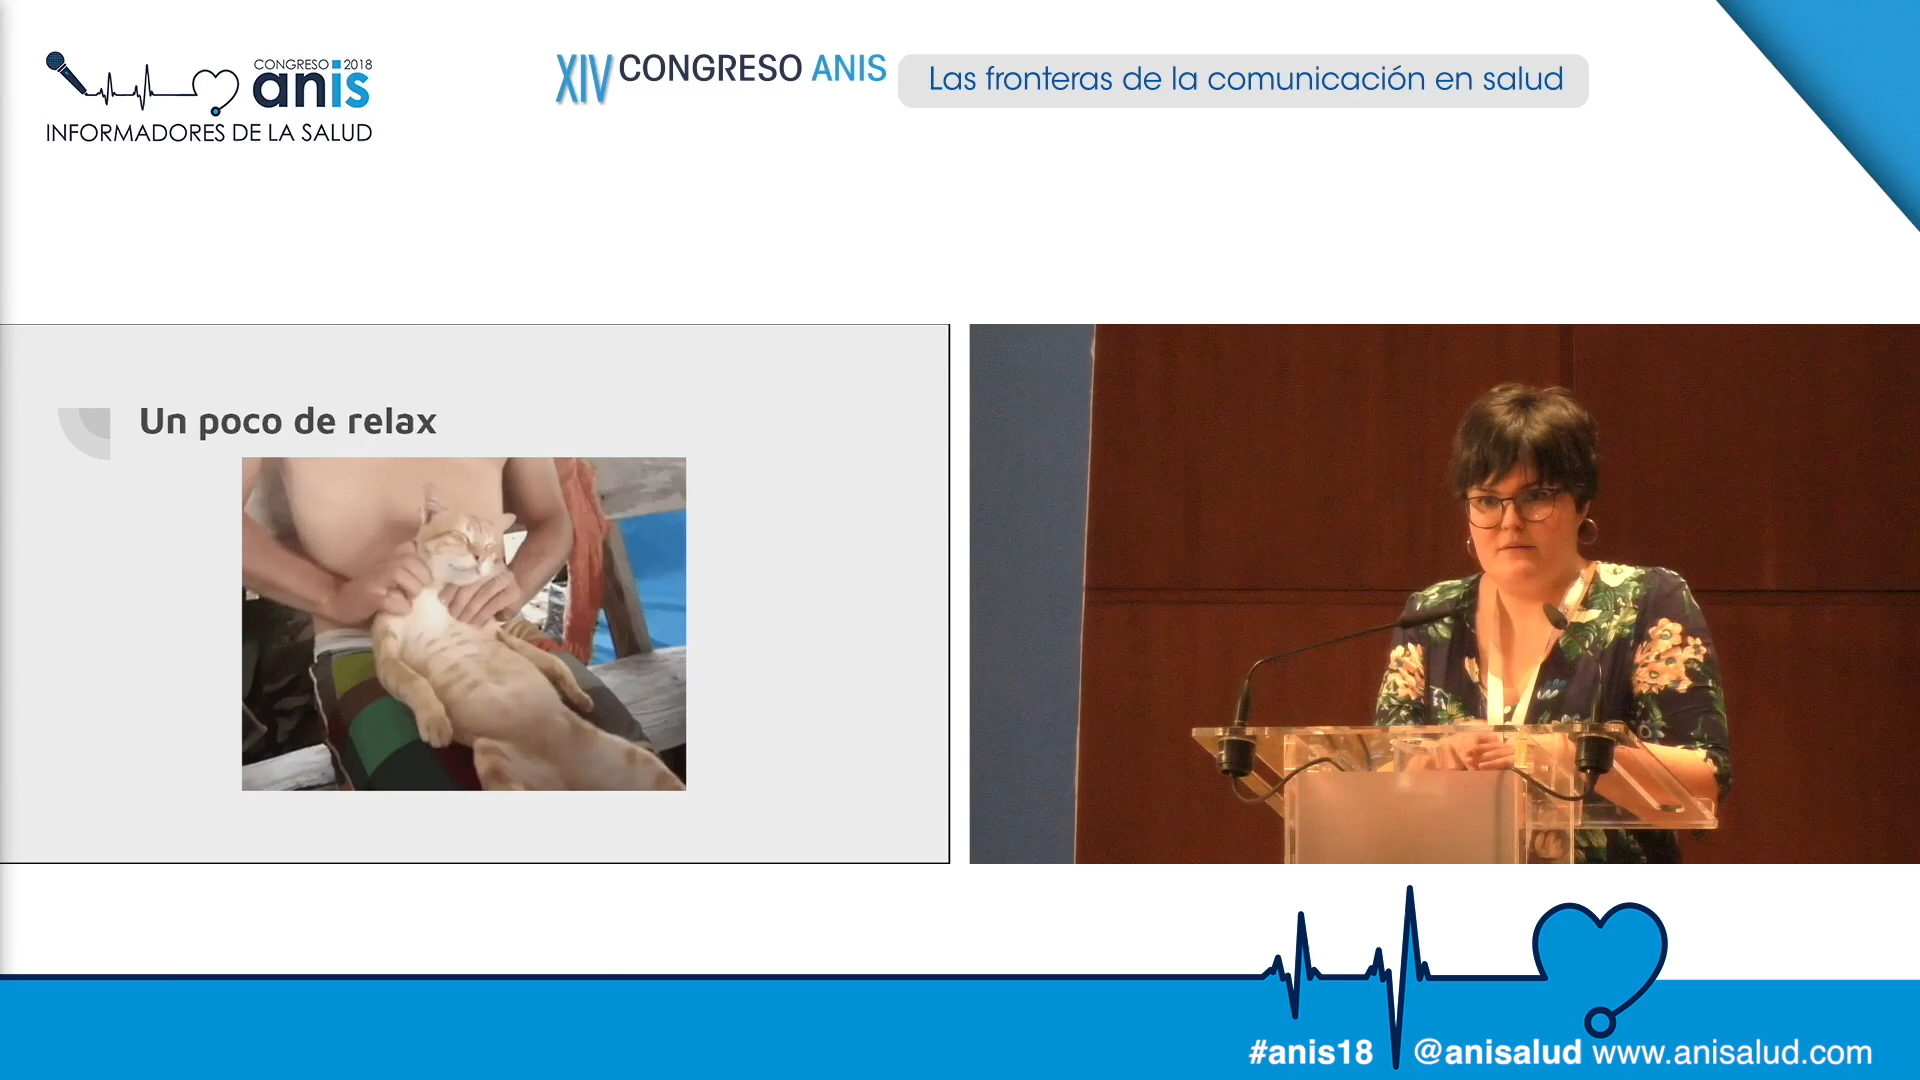 CONGRESO 2018
anis
INFORMADORES DE LA SALUD
XIV CONGRESO ANIS
Las fronteras de la comunicación en salud
Un poco de relax
#anis18 @anisalud www.anisalud.com